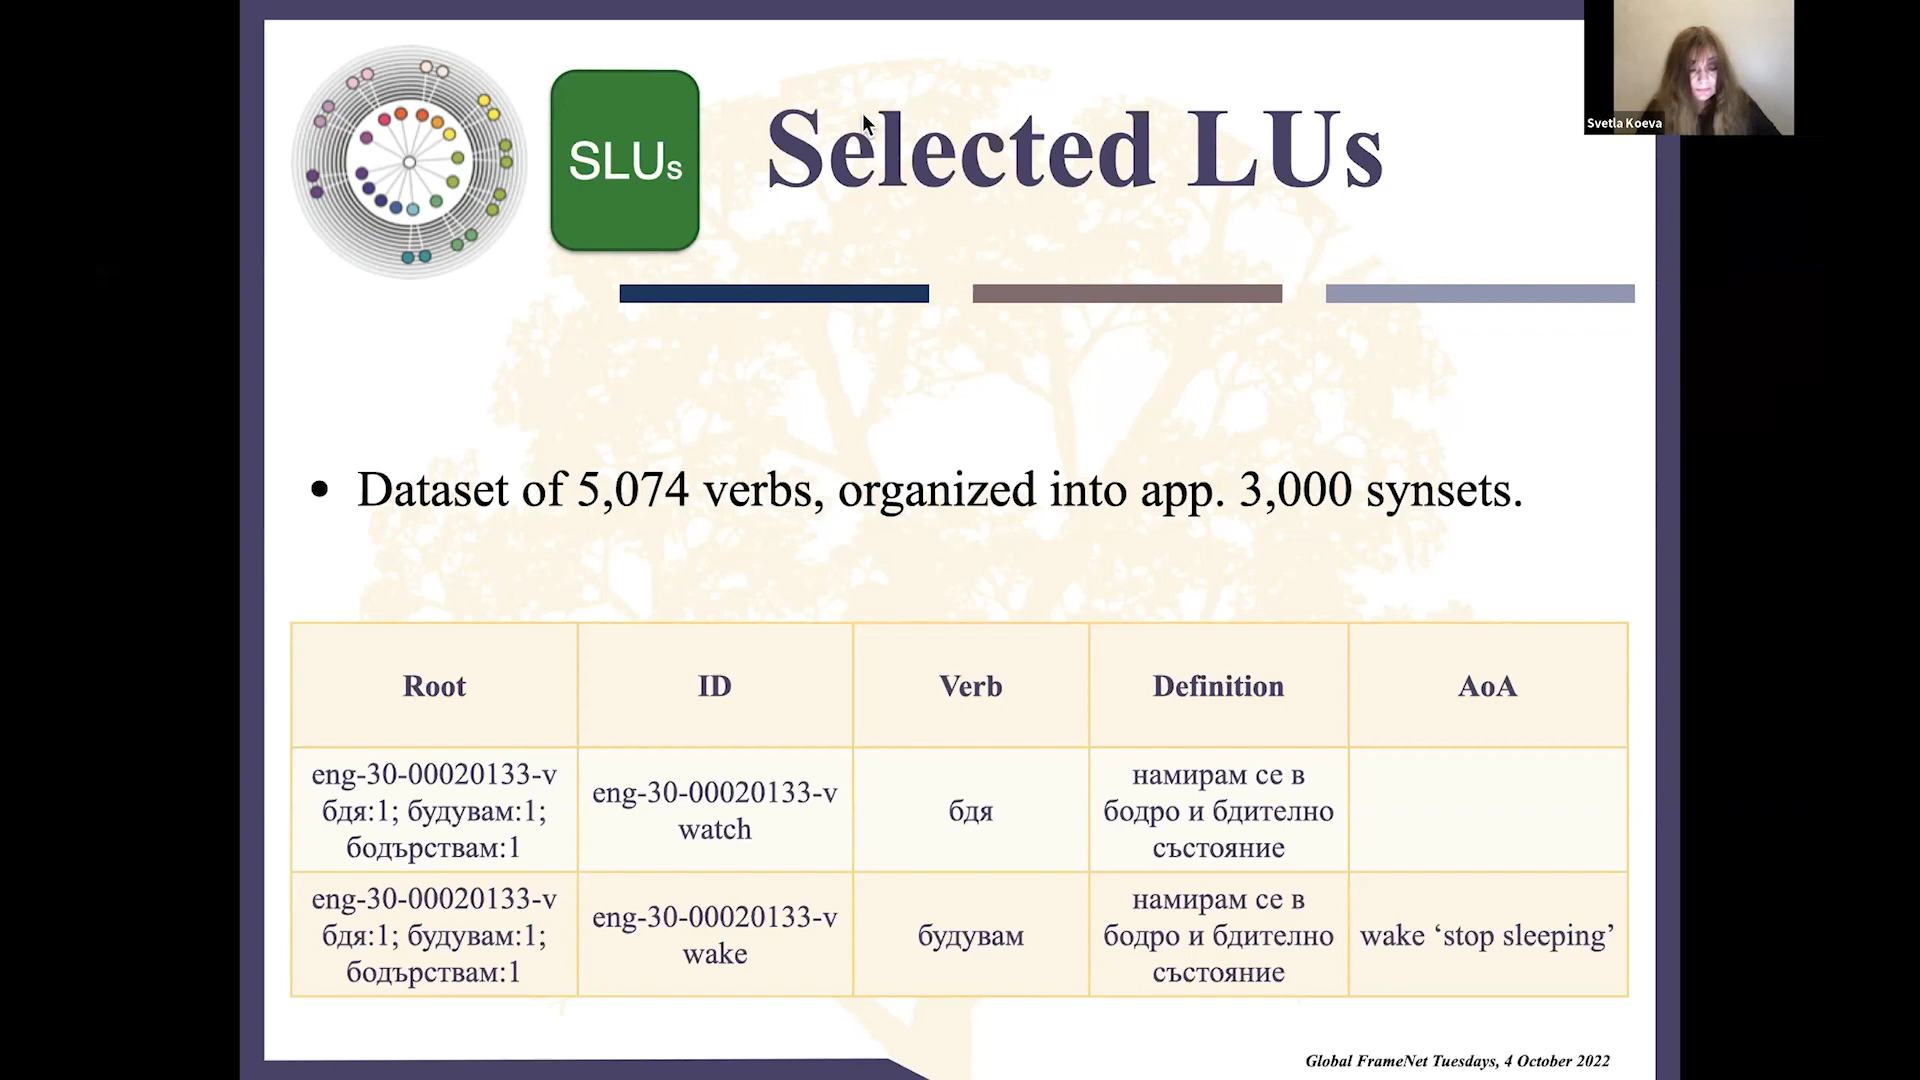 SLUs
Selected LUs
Svetla Koeva
• Dataset of 5,074 verbs, organized into app. 3,000 synsets.
Root
ID
Verb
Definition
AoA
eng-30-00020133-v
бдя:1; будувам:1;
бодърствам:1
eng-30-00020133-v
watch
бдя
намирам се в
бодро и бдително
състояние
eng-30-00020133-v
бдя:1; будувам:1;
бодърствам:1
eng-30-00020133-v
wake
будувам
намирам се в
бодро и бдително
състояние
wake ‘stop sleeping’
Global FrameNet Tuesdays, 4 October 2022